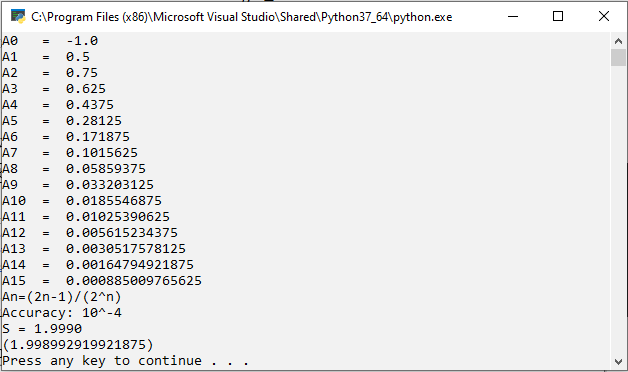 C:\Program Files (x86)\Microsoft Visual Studio\Shared\Python37_64\python.exe
A0 = -1.0
A1 = 0.5
A2 = 0.75
A3 = 0.625
A4 = 0.4375
A5 = 0.28125
A6 = 0.171875
A7 = 0.1015625
A8 = 0.05859375
A9 = 0.033203125
A10 = 0.0185546875
A11 = 0.01025390625
A12 = 0.005615234375
A13 = 0.0030517578125
A14 = 0.00164794921875
A15 = 0.000885009765625
An=(2n-1)/(2^n)
Accuracy: 10^-4
S = 1.9990
(1.998992919921875)
Press any key to continue . . .